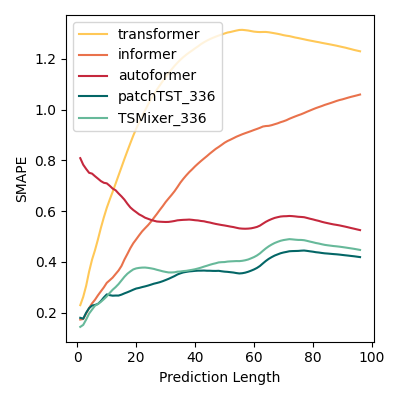 transformer
informer
autoformer
patchTST_336
TSMixer_336
1.2
1.0
0.8
0.6
0.4
0.2
SMAPE
0 20 40 60 80 100
Prediction Length